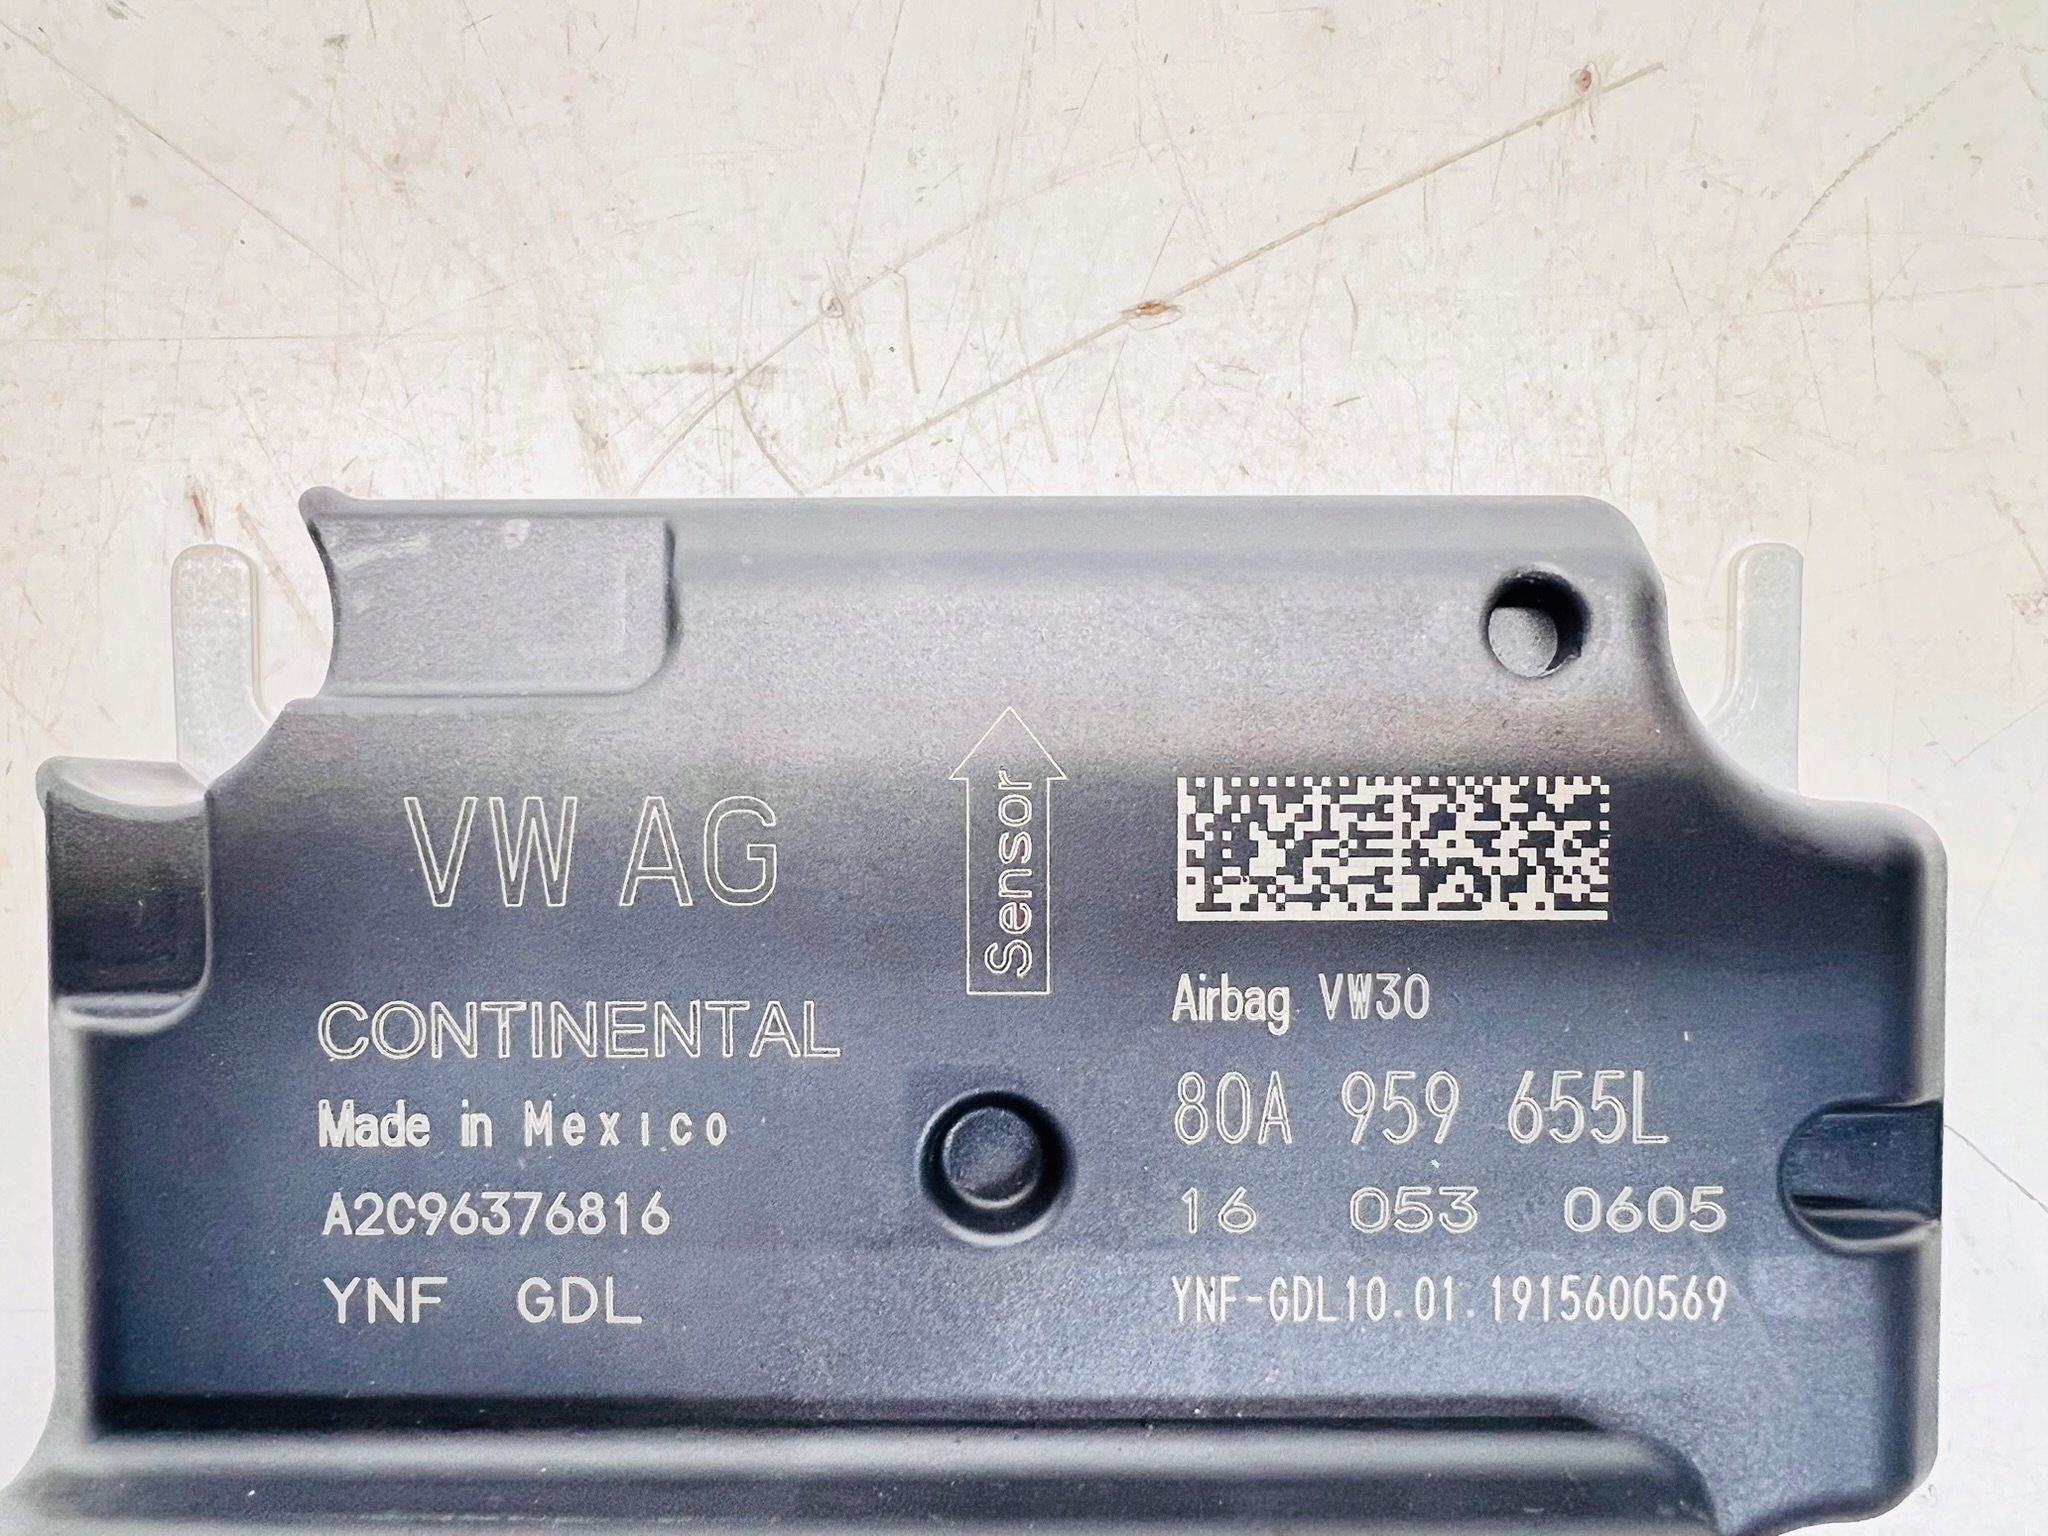 VW AG
Sensor
CONTINENTAL
Made in Mexico
A2C96376816
YNF GDL
Airbag VW30
80A 959 655L
16 053 0605
YNF-GDL10.01.1915600569